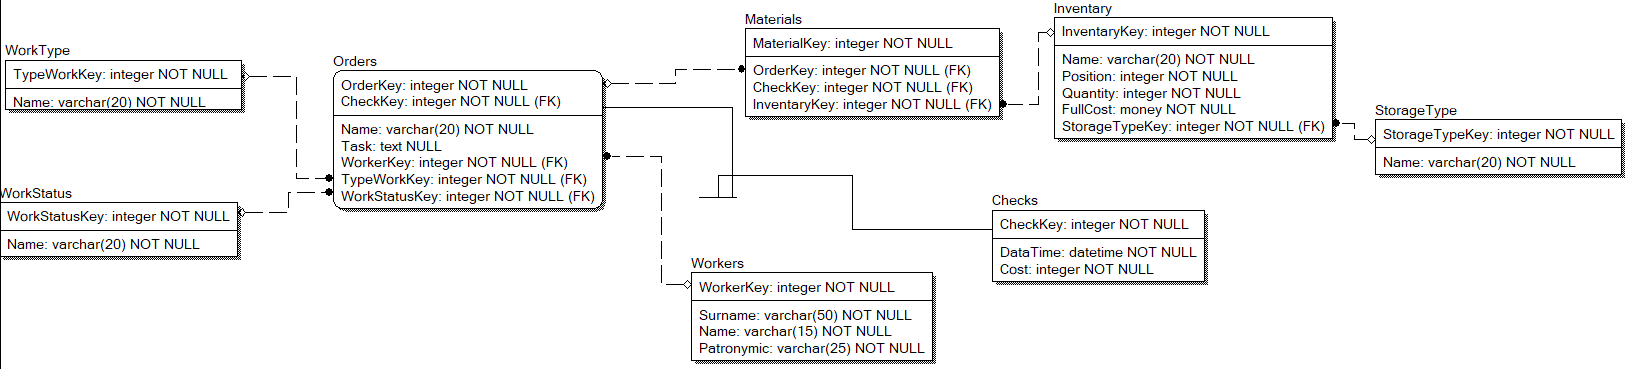 WorkType
TypeWorkKey: integer NOT NULL
Name: varchar(20) NOT NULL
WorkStatus
WorkStatusKey: integer NOT NULL
Name: varchar(20) NOT NULL
Orders
OrderKey: integer NOT NULL
CheckKey: integer NOT NULL (FK)
Name: varchar(20) NOT NULL
Task: text NULL
WorkerKey: integer NOT NULL (FK)
TypeWorkKey: integer NOT NULL (FK)
WorkStatusKey: integer NOT NULL (FK)
Materials
MaterialKey: integer NOT NULL
OrderKey: integer NOT NULL (FK)
CheckKey: integer NOT NULL (FK)
InventaryKey: integer NOT NULL (FK)
Workers
WorkerKey: integer NOT NULL
Surname: varchar(50) NOT NULL
Name: varchar(15) NOT NULL
Patronymic: varchar(25) NOT NULL
Inventary
InventaryKey: integer NOT NULL
Name: varchar(20) NOT NULL
Position: integer NOT NULL
Quantity: integer NOT NULL
FullCost: money NOT NULL
StorageTypeKey: integer NOT NULL (FK)
Checks
CheckKey: integer NOT NULL
DataTime: datetime NOT NULL
Cost: integer NOT NULL
StorageType
StorageTypeKey: integer NOT NULL
Name: varchar(20) NOT NULL